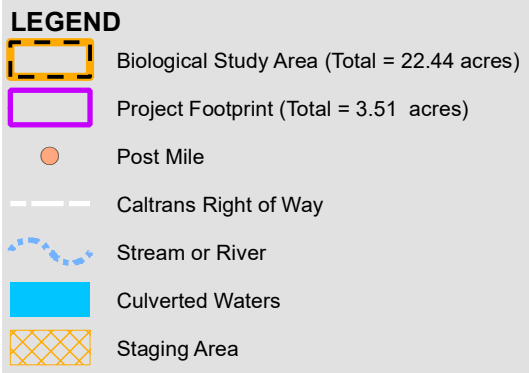 LEGEND
Biological Study Area (Total = 22.44 acres)
Project Footprint (Total = 3.51  acres)
Post Mile
Caltrans Right of Way
Stream or River
Culverted Waters
Staging Area